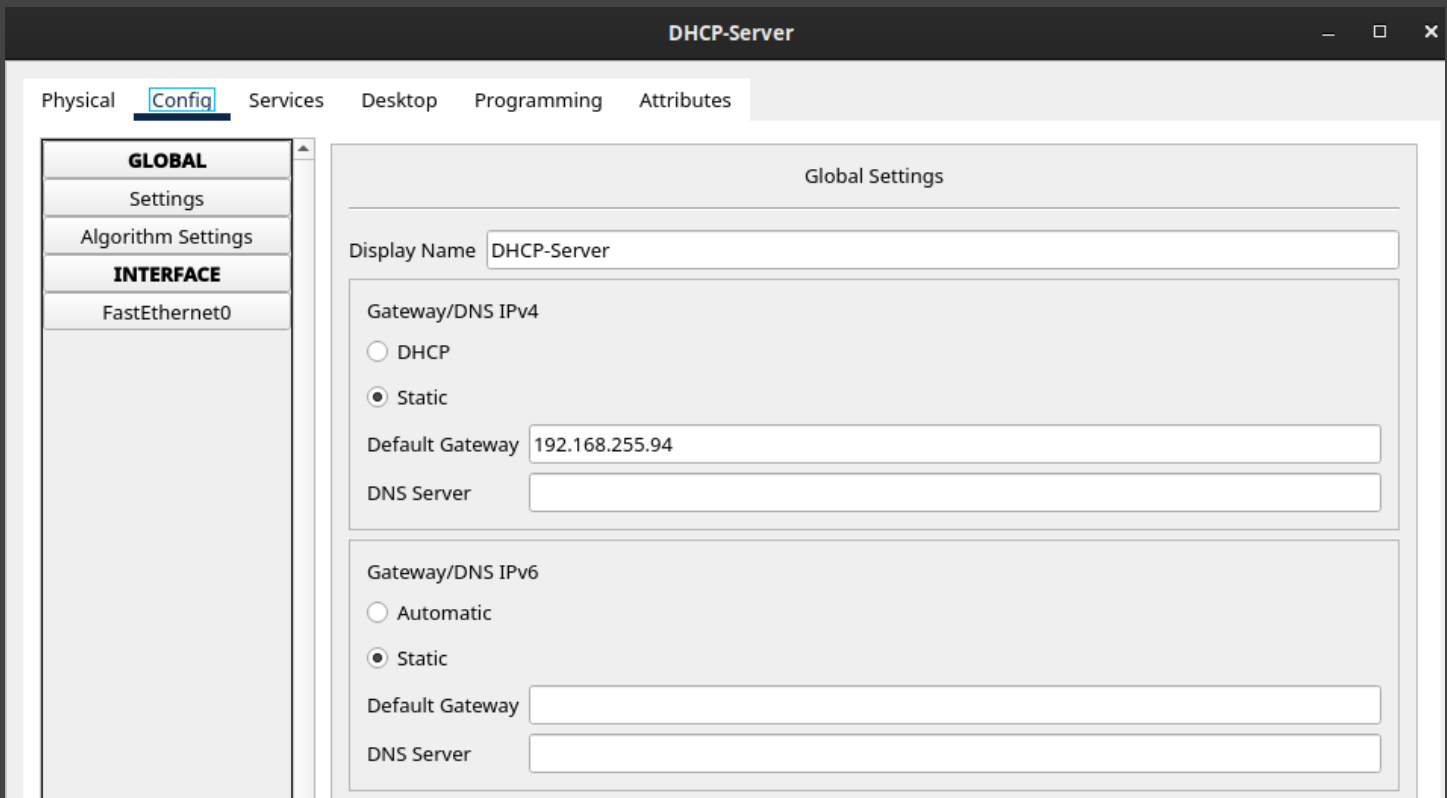 DHCP-Server
Physical Config Services Desktop Programming Attributes
GLOBAL
Settings
Algorithm Settings
INTERFACE
FastEthernet0
Global Settings
Display Name DHCP-Server
Gateway/DNS IPv4
DHCP
Static
Default Gateway 192.168.255.94
DNS Server
Gateway/DNS IPv6
Automatic
Static
Default Gateway
DNS Server